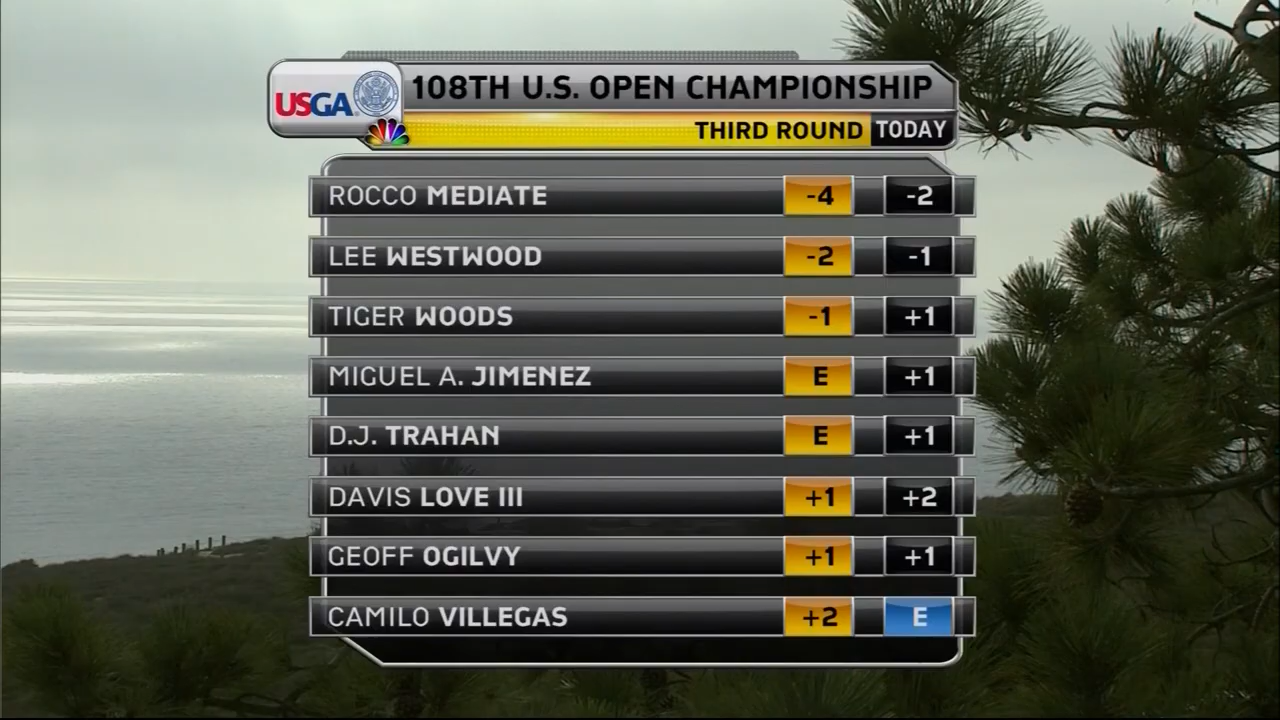 USGA
108TH U.S. OPEN CHAMPIONSHIP
THIRD ROUND TODAY
ROCCO MEDIATE -4 -2
LEE WESTWOOD -2 -1
TIGER WOODS -1 +1
MIGUEL A. JIMENEZ E +1
D.J. TRAHAN E +1
DAVIS LOVE III +1 +2
GEOFF OGILVY +1 +1
CAMILO VILLEGAS +2 E